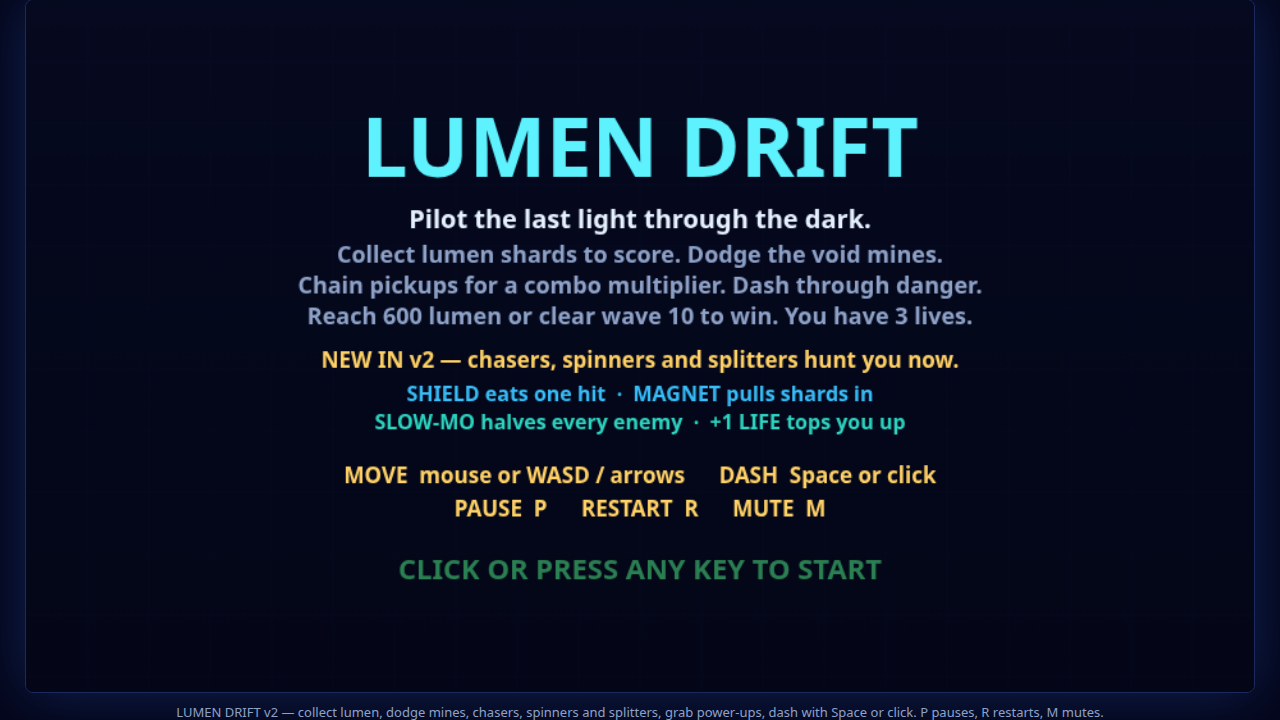 LUMEN DRIFT
Pilot the last light through the dark.
Collect lumen shards to score. Dodge the void mines.
Chain pickups for a combo multiplier. Dash through danger.
Reach 600 lumen or clear wave 10 to win. You have 3 lives.
NEW IN v2 — chasers, spinners and splitters hunt you now.
SHIELD eats one hit · MAGNET pulls shards in
SLOW-MO halves every enemy · +1 LIFE tops you up
MOVE mouse or WASD / arrows DASH Space or click
PAUSE P RESTART R MUTE M
CLICK OR PRESS ANY KEY TO START
LUMEN DRIFT v2 — collect lumen, dodge mines, chasers, spinners and splitters, grab power-ups, dash with Space or click. P pauses, R restarts, M mutes.